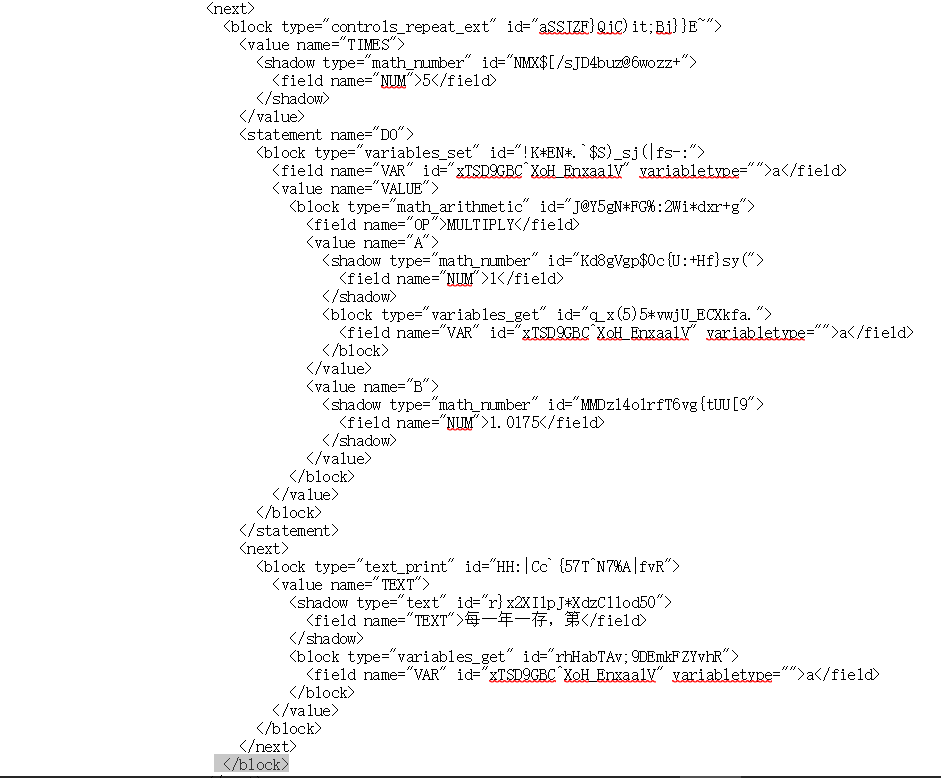 <next>
<block type="controls_repeat_ext" id="aSSJZF}QjC)it;Bj}}E~">
<value name="TIMES">
<shadow type="math_number" id="NMX$[/sJD4buz@6wozz+">
<field name="NUM">5</field>
</shadow>
</value>
<statement name="DO">
<block type="variables_set" id="!K*EN*.`$S)_sj(|fs-:">
<field name="VAR" id="xTSD9GBC^XoH_EnxaalV" variabletype="">a</field>
<value name="VALUE">
<block type="math_arithmetic" id="J@Y5gN*FG%:2Wi*dxr+g">
<field name="OP">MULTIPLY</field>
<value name="A">
<shadow type="math_number" id="Kd8gVgp$0c{U:+Hf}sy(">
<field name="NUM">1</field>
</shadow>
<block type="variables_get" id="q_x(5)5*vwjU_ECXkfa.">
<field name="VAR" id="xTSD9GBC^XoH_EnxaalV" variabletype="">a</field>
</block>
</value>
<value name="B">
<shadow type="math_number" id="MMDzl4olrfT6vg{tUU[9">
<field name="NUM">1.0175</field>
</shadow>
</value>
</block>
</value>
</block>
</statement>
<next>
<block type="text_print" id="HH:|Cc`{57T^N7%A|fvR">
<value name="TEXT">
<shadow type="text" id="r}x2XI1pJ*XdzC1lod50">
<field name="TEXT">每一年一存，第</field>
</shadow>
<block type="variables_get" id="rhHabTAv;9DEmkFZYvhR">
<field name="VAR" id="xTSD9GBC^XoH_EnxaalV" variabletype="">a</field>
</block>
</value>
</block>
</next>
</block>